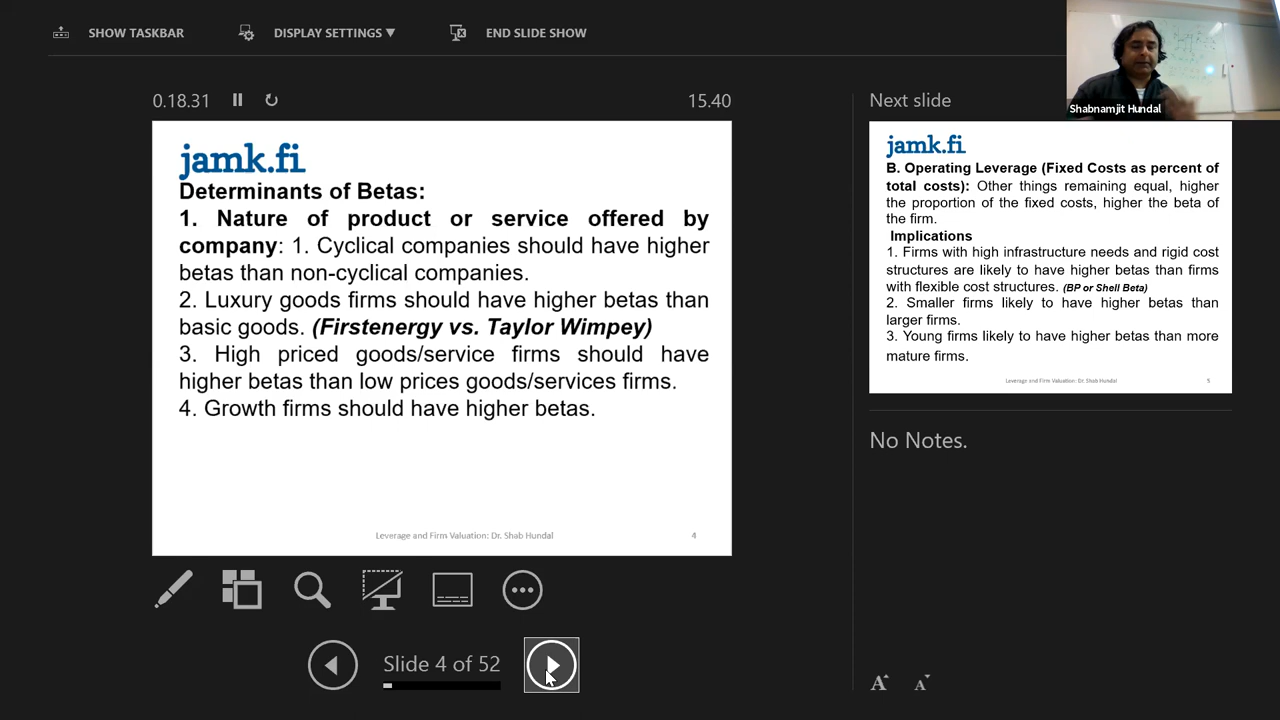 SHOW TASKBAR
DISPLAY SETTINGS ▼
END SLIDE SHOW
Shabnamjit Hundal
0.18.31
15.40
jamk.fi
Determinants of Betas:
1. Nature of product or service offered by
company: 1. Cyclical companies should have higher
betas than non-cyclical companies.
2. Luxury goods firms should have higher betas than
basic goods. (Firstenergy vs. Taylor Wimpey)
3. High priced goods/service firms should have
higher betas than low prices goods/services firms.
4. Growth firms should have higher betas.
Leverage and Firm Valuation: Dr. Shab Hundal
4
Slide 4 of 52
Next slide
jamk.fi
B. Operating Leverage (Fixed Costs as percent of
total costs): Other things remaining equal, higher
the proportion of the fixed costs, higher the beta of
the firm.
Implications
1. Firms with high infrastructure needs and rigid cost
structures are likely to have higher betas than firms
with flexible cost structures. (BP or Shell Beta)
2. Smaller firms likely to have higher betas than
larger firms.
3. Young firms likely to have higher betas than more
mature firms.
Leverage and Firm Valuation: Dr. Shab Hundal
5
No Notes.
A A